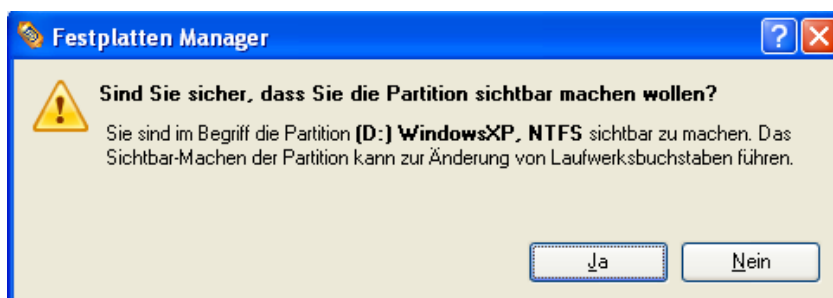 Festplatten Manager
?
Sind Sie sicher, dass Sie die Partition sichtbar machen wollen?
Sie sind im Begriff die Partition (D:) WindowsXP, NTFS sichtbar zu machen. Das
Sichtbar-Machen der Partition kann zur Änderung von Laufwerksbuchstaben führen.
Ja
Nein